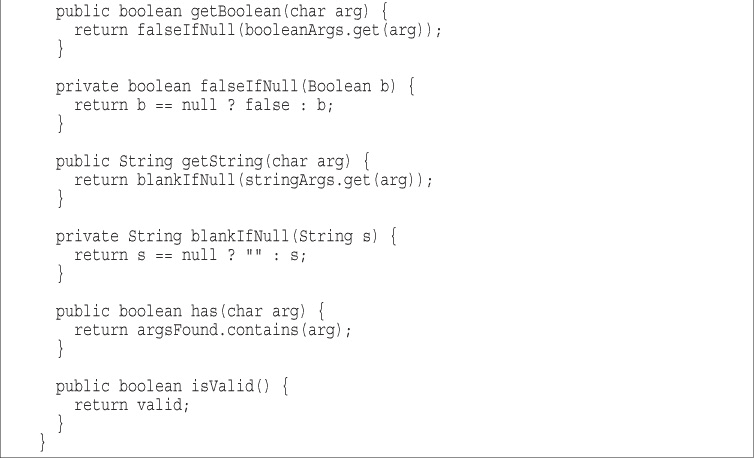 public boolean getBoolean(char arg) {
return falseIfNull(booleanArgs.get(arg));
}
private boolean falseIfNull(Boolean b) {
return b == null ? false : b;
}
public String getString(char arg) {
return blankIfNull(stringArgs.get(arg));
}
private String blankIfNull(String s) {
return s == null ? "" : s;
}
public boolean has(char arg) {
return argsFound.contains(arg);
}
public boolean isValid() {
return valid;
}
}